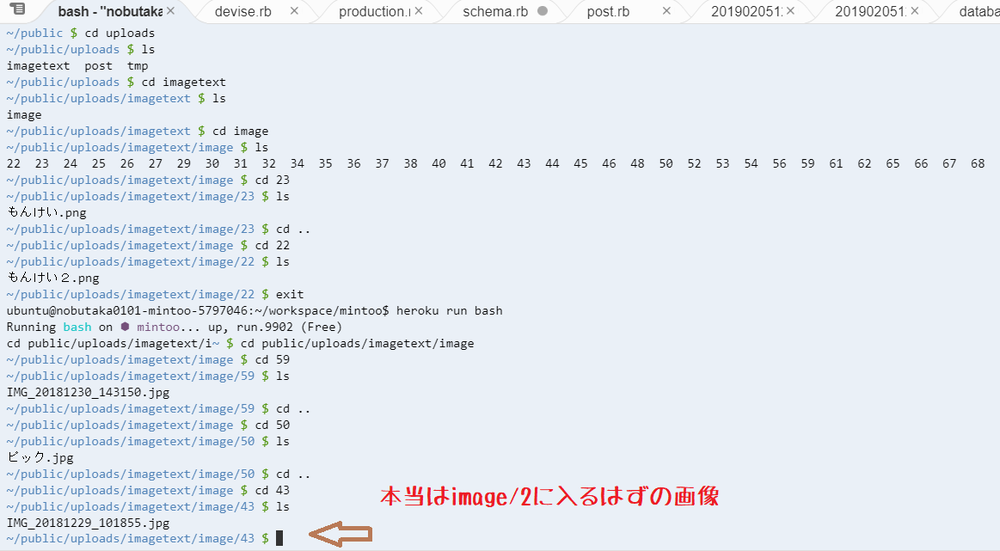 bash - "nobutaka × devise.rb × production.r × schema.rb post.rb × 201902051 × 201902051 × databa
~/public $ cd uploads
~/public/uploads $ ls
imagetext post tmp
~/public/uploads $ cd imagetext
~/public/uploads/imagetext $ ls
image
~/public/uploads/imagetext $ cd image
~/public/uploads/imagetext/image $ ls
22 23 24 25 26 27 29 30 31 32 34 35 36 37 38 40 41 42 43 44 45 46 48 50 52 53 54 56 59 61 62 65 66 67 68
~/public/uploads/imagetext/image $ cd 23
~/public/uploads/imagetext/image/23 $ ls
もんけい.png
~/public/uploads/imagetext/image/23 $ cd ..
~/public/uploads/imagetext/image $ cd 22
~/public/uploads/imagetext/image/22 $ ls
もんけい２.png
~/public/uploads/imagetext/image/22 $ exit
ubuntu@nobutaka0101-mintoo-5797046:~/workspace/mintoo$ heroku run bash
Running bash on ⬢ mintoo... up, run.9902 (Free)
cd public/uploads/imagetext/i~ $ cd public/uploads/imagetext/image
~/public/uploads/imagetext/image $ cd 59
~/public/uploads/imagetext/image/59 $ ls
IMG_20181230_143150.jpg
~/public/uploads/imagetext/image/59 $ cd ..
~/public/uploads/imagetext/image $ cd 50
~/public/uploads/imagetext/image/50 $ ls
ピック.jpg
~/public/uploads/imagetext/image/50 $ cd ..
~/public/uploads/imagetext/image $ cd 43
~/public/uploads/imagetext/image/43 $ ls
本当はimage/2に入るはずの画像
IMG_20181229_101855.jpg
~/public/uploads/imagetext/image/43 $